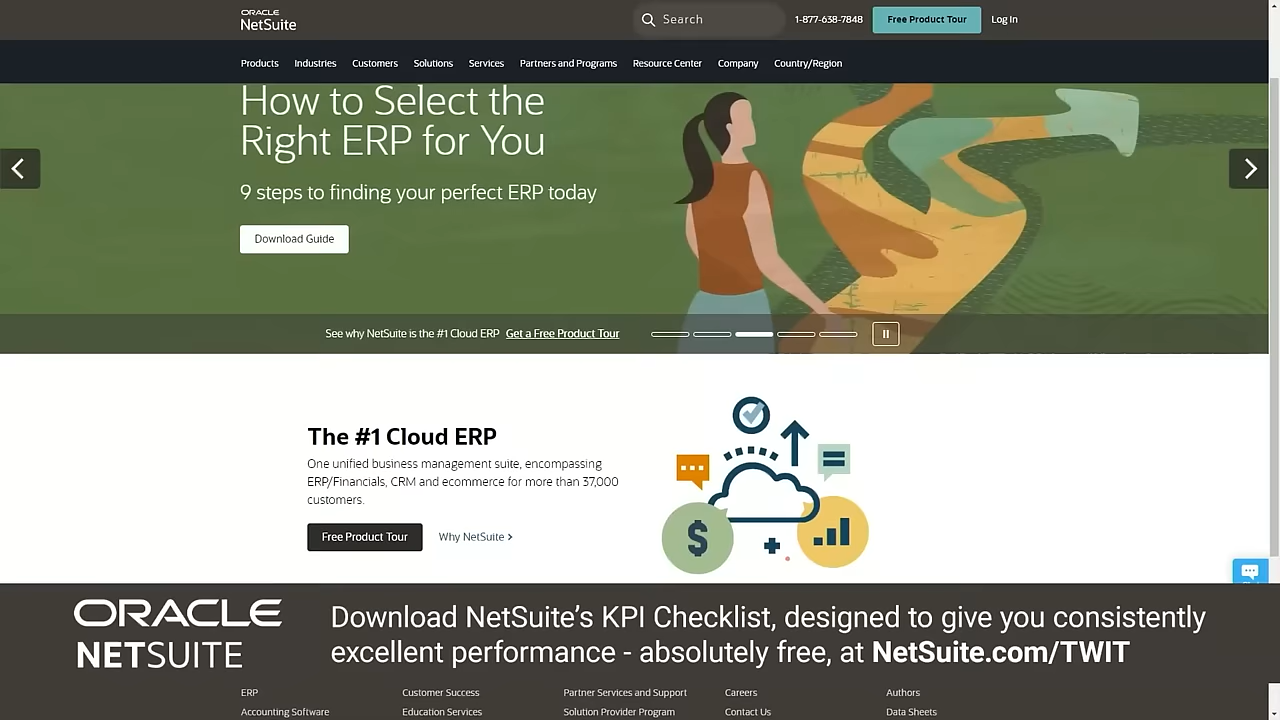 ORACLE
NetSuite
Search
1-877-638-7848
Free Product Tour
Log In
Products
Industries
Customers
Solutions
Services
Partners and Programs
Resource Center
Company
Country/Region
How to Select the
Right ERP for You
9 steps to finding your perfect ERP today
Download Guide
See why NetSuite is the #1 Cloud ERP Get a Free Product Tour
The #1 Cloud ERP
One unified business management suite, encompassing
ERP/Financials, CRM and ecommerce for more than 37,000
customers.
Free Product Tour
Why NetSuite >
$
ORACLE
NETSUITE
Download NetSuite’s KPI Checklist, designed to give you consistently
excellent performance - absolutely free, at NetSuite.com/TWIT
ERP
Customer Success
Partner Services and Support
Careers
Authors
Accounting Software
Education Services
Solution Provider Program
Contact Us
Data Sheets